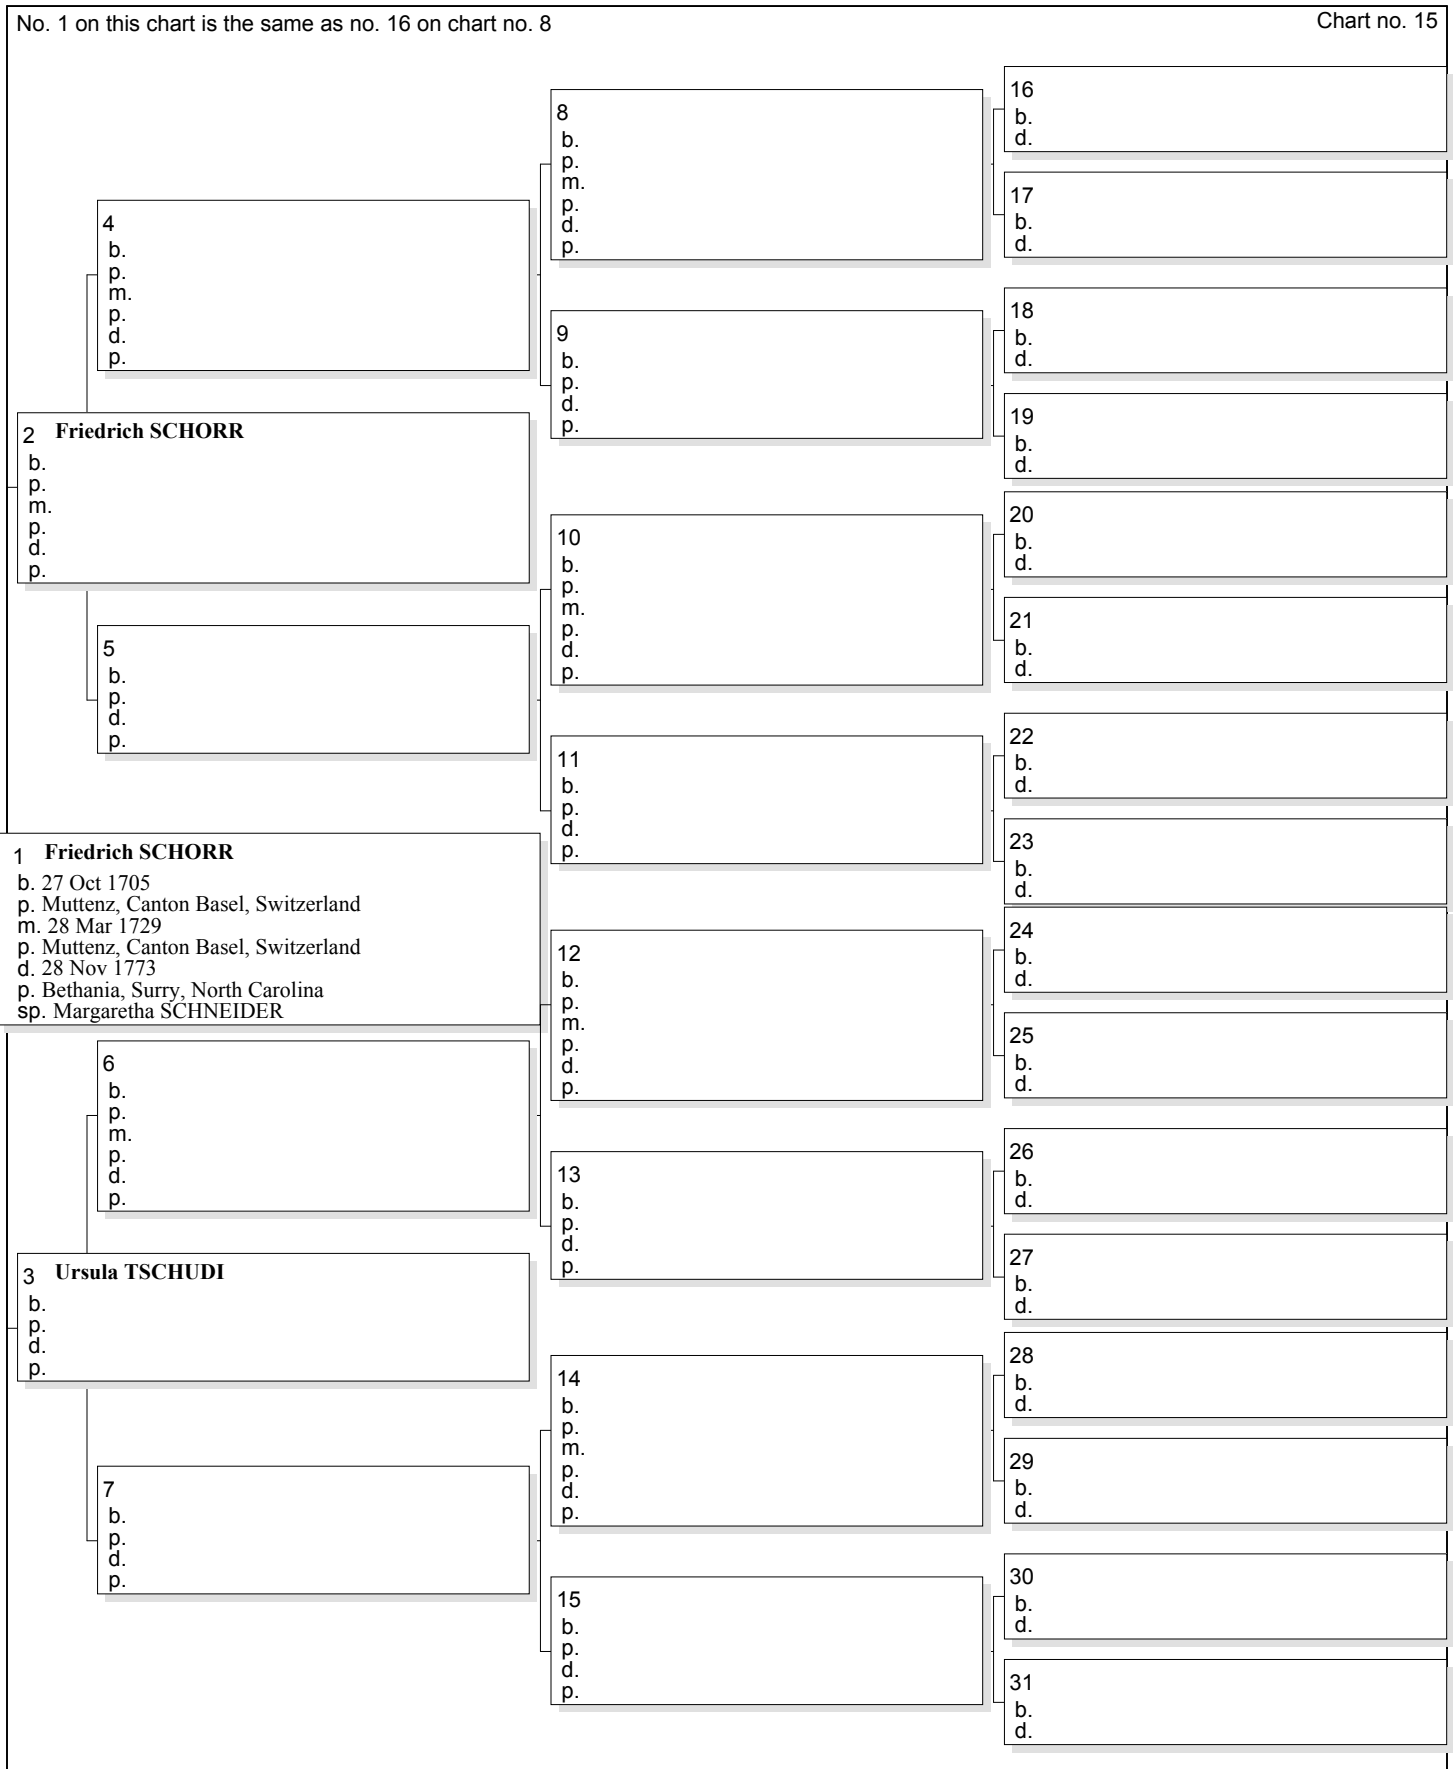 No. 1 on this chart is the same as no. 16 on chart no. 8
Chart no. 15
16
b.
d.
8
b.
p.
m.
p.
d.
p.
17
b.
d.
4
b.
p.
m.
p.
d.
p.
18
b.
d.
9
b.
p.
d.
p.
19
b.
d.
2 Friedrich SCHORR
b.
p.
m.
p.
d.
p.
20
b.
d.
10
b.
p.
m.
p.
d.
p.
21
b.
d.
5
b.
p.
d.
p.
22
b.
d.
11
b.
p.
d.
p.
23
b.
d.
1 Friedrich SCHORR
b. 27 Oct 1705
p. Muttenz, Canton Basel, Switzerland
m. 28 Mar 1729
p. Muttenz, Canton Basel, Switzerland
d. 28 Nov 1773
p. Bethania, Surry, North Carolina
sp. Margaretha SCHNEIDER
24
b.
d.
12
b.
p.
m.
p.
d.
p.
25
b.
d.
6
b.
p.
m.
p.
d.
p.
26
b.
d.
13
b.
p.
d.
p.
27
b.
d.
3 Ursula TSCHUDI
b.
p.
d.
p.
28
b.
d.
14
b.
p.
m.
p.
d.
p.
29
b.
d.
7
b.
p.
d.
p.
30
b.
d.
15
b.
p.
d.
p.
31
b.
d.